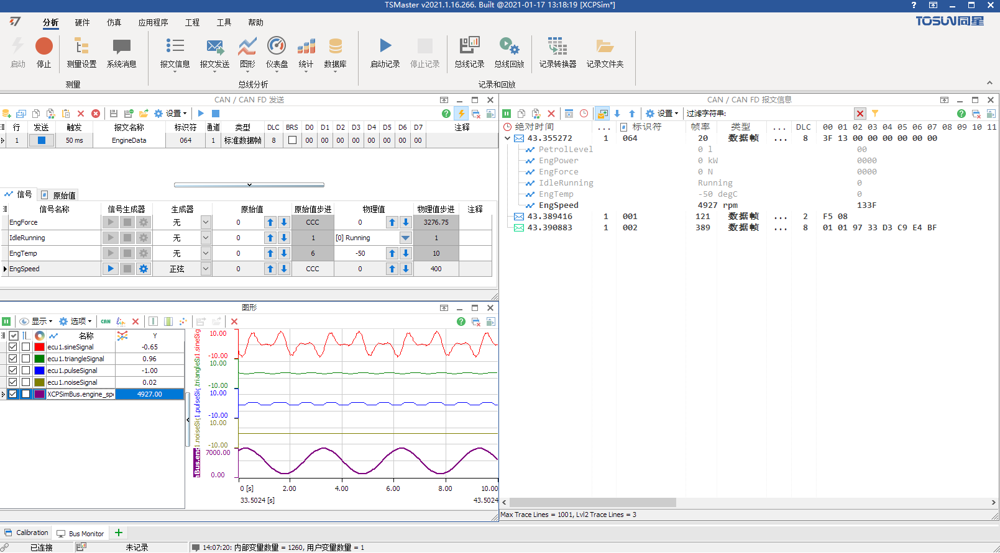 TSMaster v2021.1.16.266. Built @2021-01-17 13:18:19 [XCPSim*]
分析 硬件 仿真 应用程序 工程 工具 帮助
TOSUN同星
启动 停止 测量设置 系统消息 报文信息 报文发送 图形 仪表盘 统计 数据库 启动记录 停止记录 总线记录 总线回放 记录转换器 记录文件夹
测量 总线分析 记录和回放
CAN / CAN FD 发送
设置
行 发送 触发 报文名称 标识符 通道 类型 DLC BRS D0 D1 D2 D3 D4 D5 D6 D7 注释
1 50 ms EngineData 064 1 标准数据帧 8 00 00 00 00 00 00 00 00
信号 原始值
信号名称 信号生成器 生成器 原始值 原始值步进 物理值 物理值步进 注释
EngForce 无 0 CCC 0 3276.75
IdleRunning 无 0 1 [0] Running 1
EngTemp 无 0 6 -50 10
EngSpeed 正弦 0 CCC 0 400
图形
显示 选项 CAN lin
名称 Y
ecu1.sineSignal -0.65
ecu1.triangleSignal 0.96
ecu1.pulseSignal -1.00
ecu1.noiseSignal 0.02
XCPSimBus.engine_sp 4927.00
10.00
-10.00
10.00
-10.00
10.00
-10.00
10.00
-10.00
7000.00
0.00
0 [s] 2.00 4.00 6.00 8.00 10.00
33.5024 [s] 43.5024
CAN / CAN FD 报文信息
设置 过滤字符串:
绝对时间 ... 标识符 帧率 类型 ... DLC 00 01 02 03 04 05 06 07 08 09 10 11
43.355272 1 064 20 数据帧 ... 8 3F 13 00 00 00 00 00 00
PetrolLevel 0 l 00
EngPower 0 kW 0000
EngForce 0 N 0000
IdleRunning Running 0
EngTemp -50 degC 0
EngSpeed 4927 rpm 133F
43.389416 1 001 121 数据帧 ... 2 F5 08
43.390883 1 002 389 数据帧 ... 8 01 01 97 33 D3 C9 E4 BF
Max Trace Lines = 1001, Lvl2 Trace Lines = 3
Calibration Bus Monitor
已连接 未记录 14:07:20: 内部变量数量 = 1260, 用户变量数量 = 1